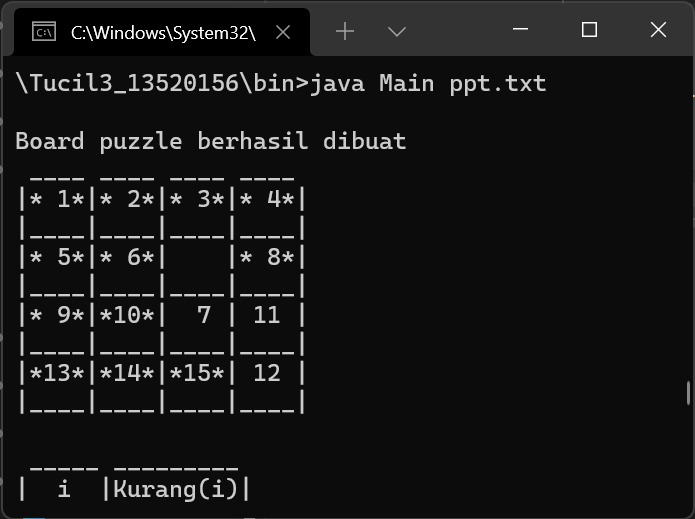 C:\Windows\System32\
\Tucil3_13520156\bin>java Main ppt.txt
Board puzzle berhasil dibuat
 ____ ____ ____ ____
|* 1*|* 2*|* 3*|* 4*|
|____|____|____|____|
|* 5*|* 6*|    |* 8*|
|____|____|____|____|
|* 9*|*10*|  7 | 11 |
|____|____|____|____|
|*13*|*14*|*15*| 12 |
|____|____|____|____|
 _____ _________
|  i  |Kurang(i)|